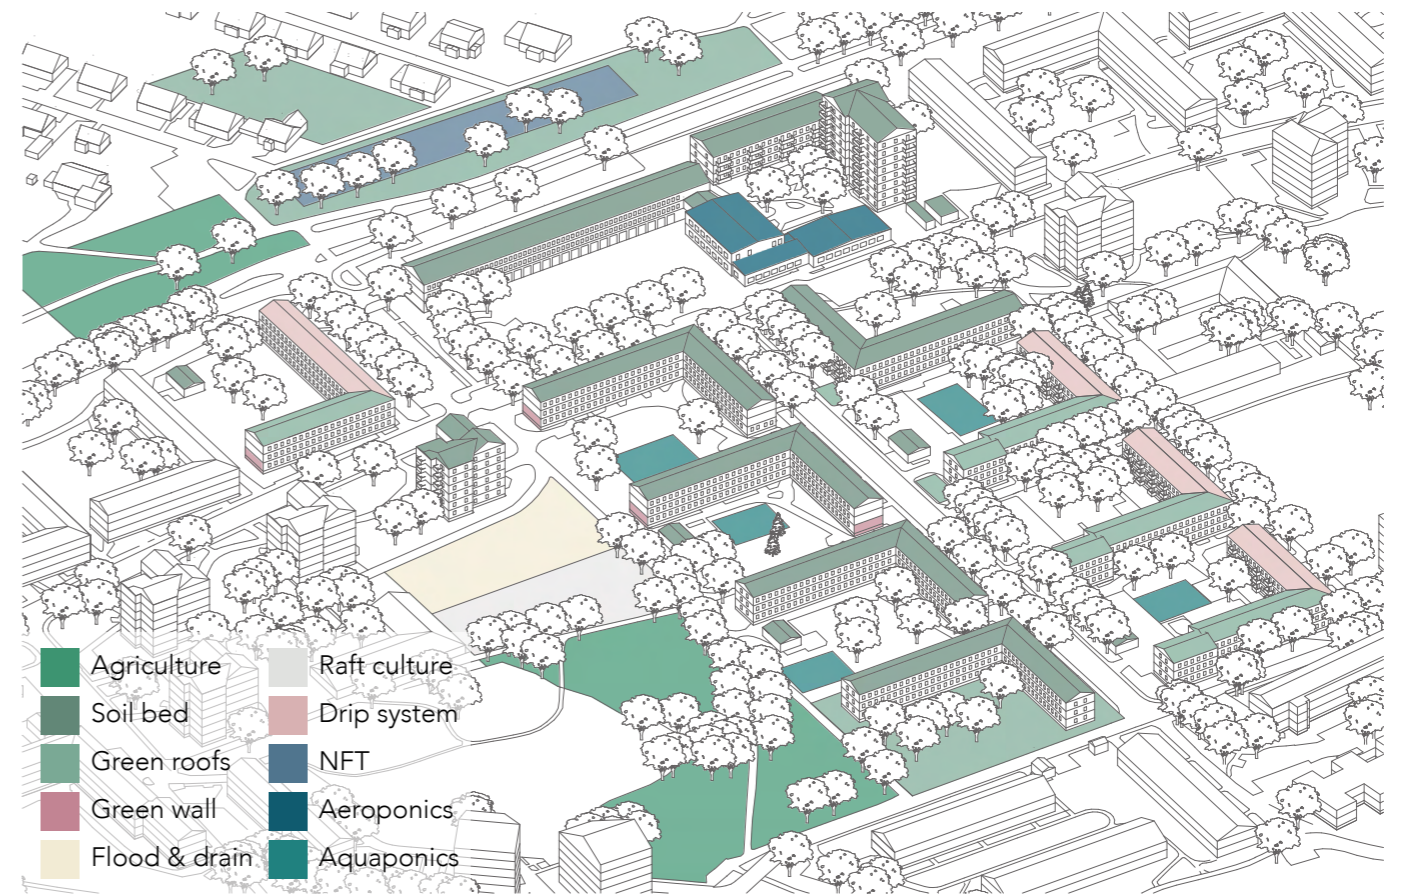 Agriculture
Soil bed
Green roofs
Green wall
Flood & drain
Raft culture
Drip system
NFT
Aeroponics
Aquaponics